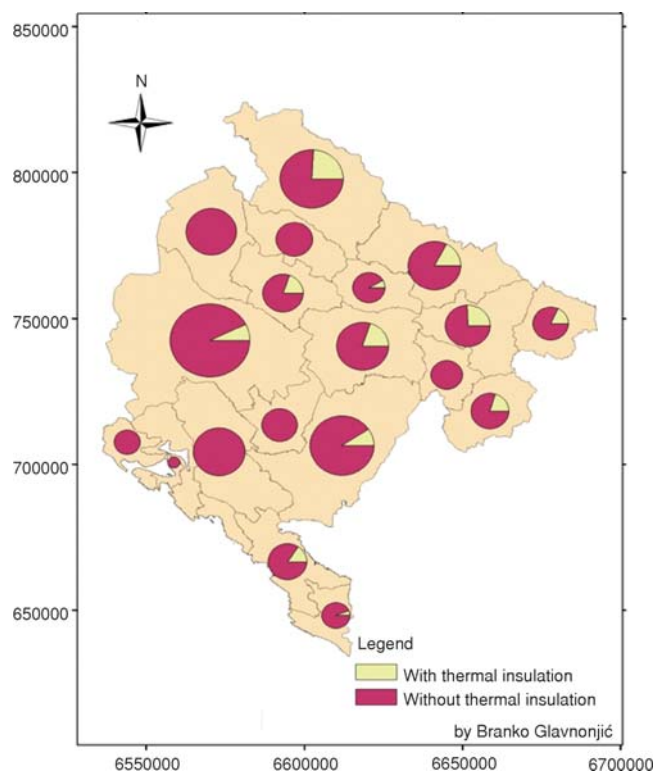 850000
N
800000
750000
700000
650000
Legend
With thermal insulation
Without thermal insulation
by Branko Glavnonjić
6550000 6600000 6650000 6700000